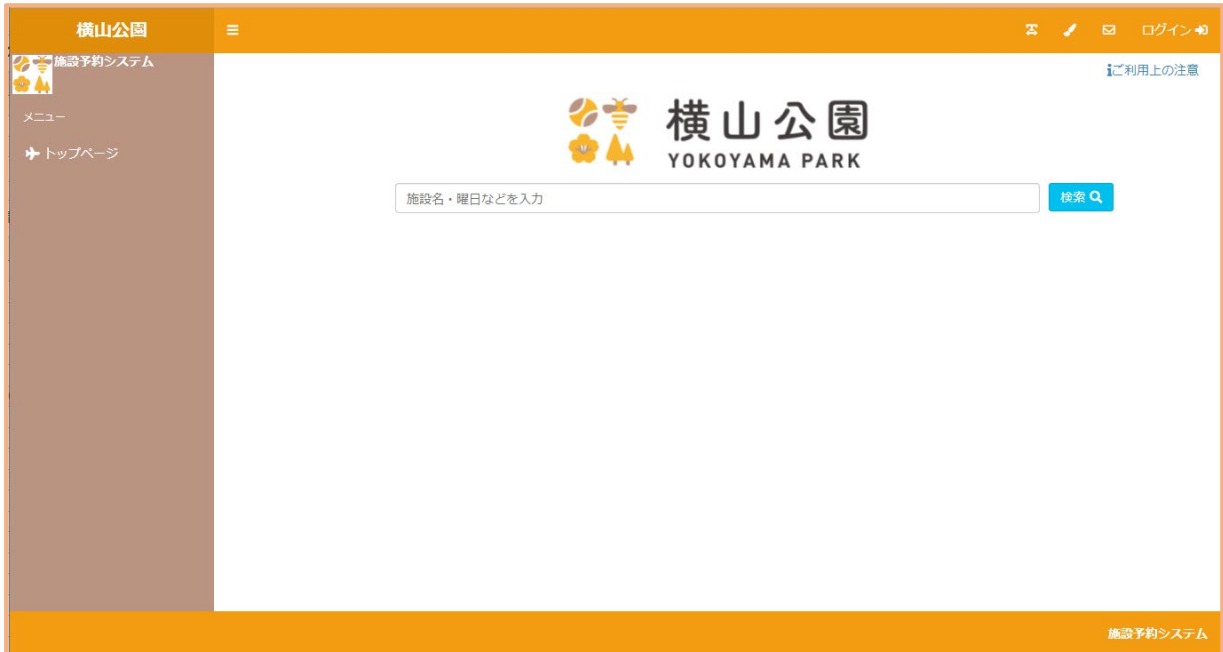 横山公園
ログイン
施設予約システム
ご利用上の注意
メニュー
トップページ
横山公園
YOKOYAMA PARK
施設名・曜日などを入力
検索
施設予約システム